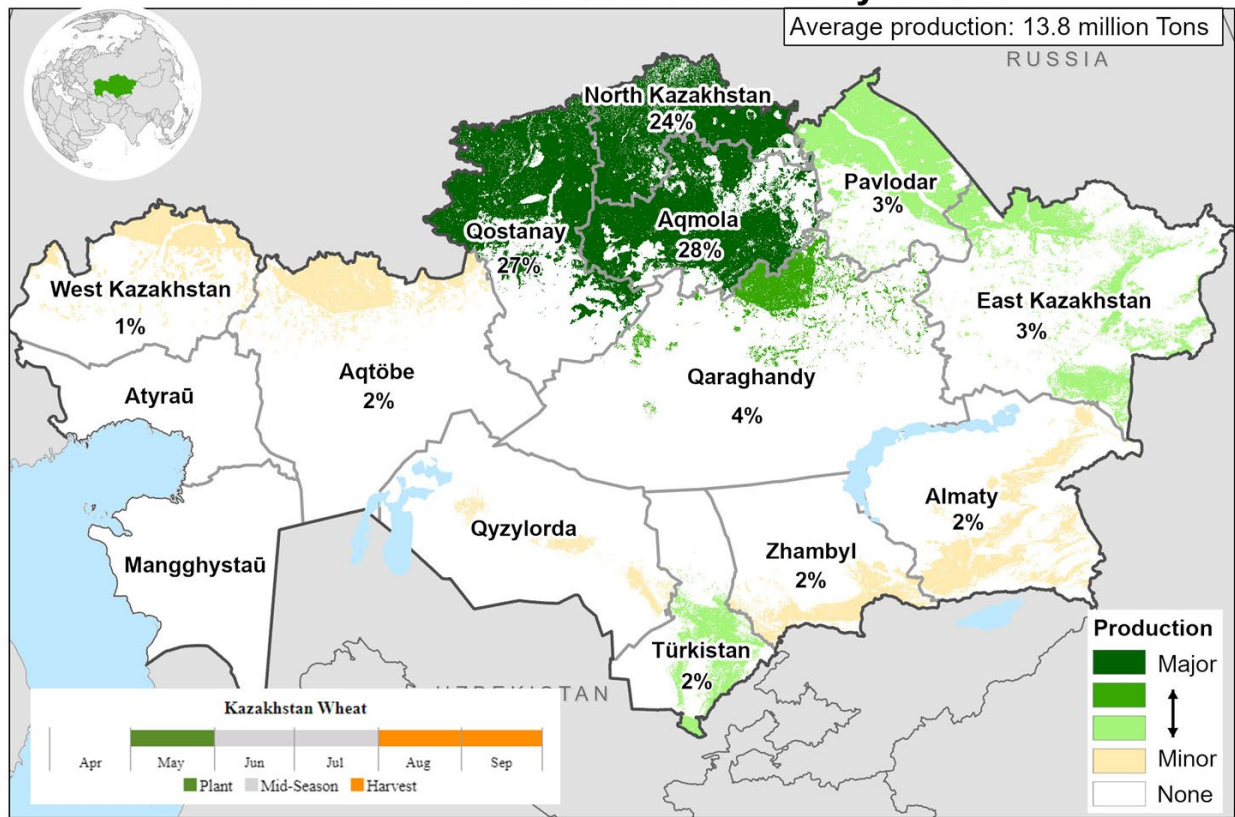 Average production: 13.8 million Tons
RUSSIA
North Kazakhstan
24%
Pavlodar
3%
Aqmola
28%
Qostanay
27%
West Kazakhstan
1%
East Kazakhstan
3%
Aqtöbe
2%
Qaraghandy
4%
Atyraū
Almaty
2%
Qyzylorda
Zhambyl
2%
Mangghystaū
Türkistan
2%
UZBEKISTAN
Production
Major
Minor
None
Kazakhstan Wheat
Apr May Jun Jul Aug Sep
Plant Mid-Season Harvest